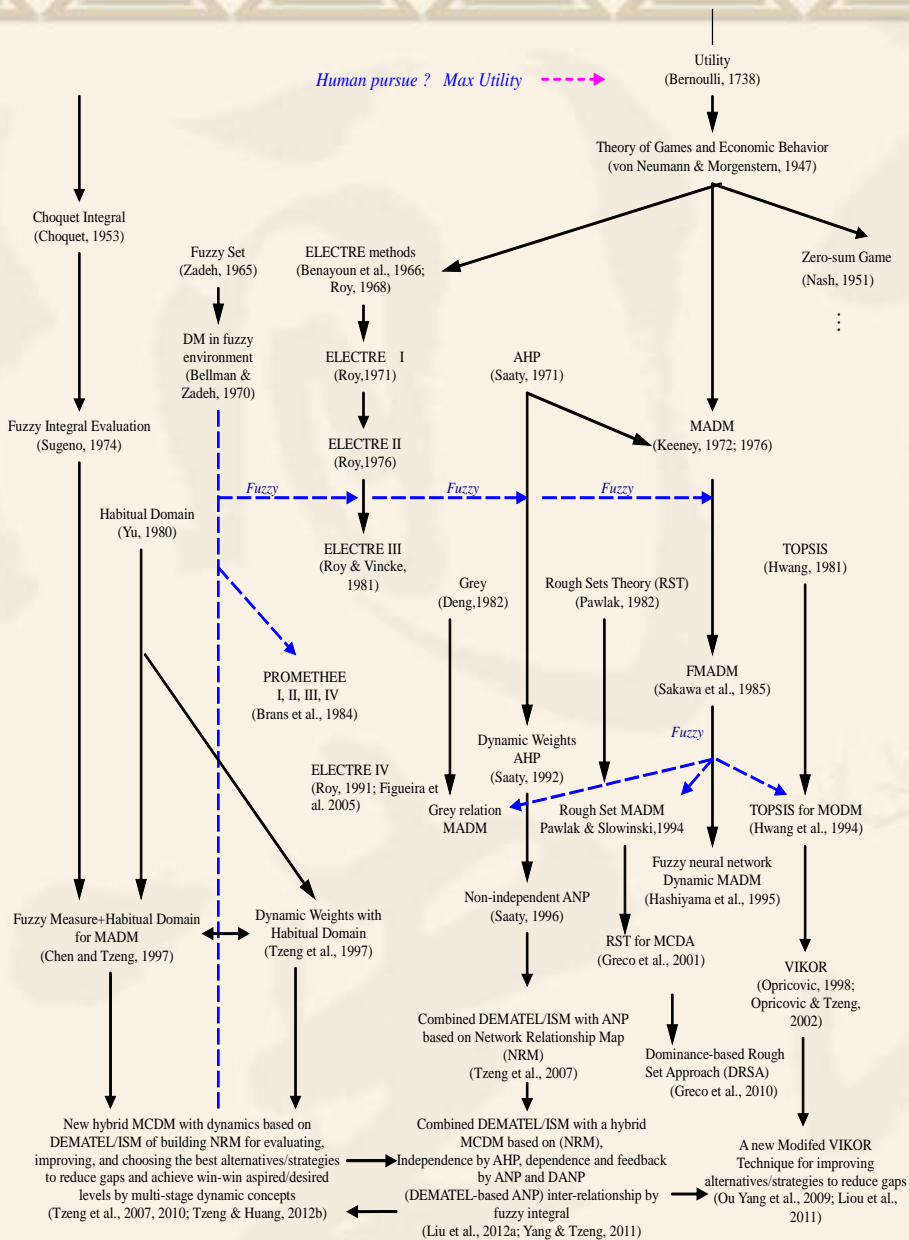 Utility
(Bernoulli, 1738)
Human pursue ? Max Utility
Theory of Games and Economic Behavior
(von Neumann & Morgenstern, 1947)
Choquet Integral
(Choquet, 1953)
Fuzzy Set
(Zadeh, 1965)
ELECTRE methods
(Benayoun et al., 1966;
Roy, 1968)
Zero-sum Game
(Nash, 1951)
⋮
DM in fuzzy
environment
(Bellman &
Zadeh, 1970)
ELECTRE I
(Roy,1971)
AHP
(Saaty, 1971)
Fuzzy Integral Evaluation
(Sugeno, 1974)
ELECTRE II
(Roy,1976)
MADM
(Keeney, 1972; 1976)
Fuzzy
Fuzzy
Fuzzy
Habitual Domain
(Yu, 1980)
ELECTRE III
(Roy & Vincke,
1981)
Grey
(Deng,1982)
Rough Sets Theory (RST)
(Pawlak, 1982)
TOPSIS
(Hwang, 1981)
PROMETHEE
I, II, III, IV
(Brans et al., 1984)
FMADM
(Sakawa et al., 1985)
Fuzzy
ELECTRE IV
(Roy, 1991; Figueira et
al. 2005)
Dynamic Weights
AHP
(Saaty, 1992)
Grey relation
MADM
Rough Set MADM
Pawlak & Slowinski,1994
TOPSIS for MODM
(Hwang et al., 1994)
Fuzzy neural network
Dynamic MADM
(Hashiyama et al., 1995)
Non-independent ANP
(Saaty, 1996)
Fuzzy Measure+Habitual Domain
for MADM
(Chen and Tzeng, 1997)
Dynamic Weights with
Habitual Domain
(Tzeng et al., 1997)
RST for MCDA
(Greco et al., 2001)
VIKOR
(Opricovic, 1998;
Opricovic & Tzeng,
2002)
Combined DEMATEL/ISM with ANP
based on Network Relationship Map
(NRM)
(Tzeng et al., 2007)
Dominance-based Rough
Set Approach (DRSA)
(Greco et al., 2010)
New hybrid MCDM with dynamics based on
DEMATEL/ISM of building NRM for evaluating,
improving, and choosing the best alternatives/strategies
to reduce gaps and achieve win-win aspired/desired
levels by multi-stage dynamic concepts
(Tzeng et al., 2007, 2010; Tzeng & Huang, 2012b)
Combined DEMATEL/ISM with a hybrid
MCDM based on (NRM),
Independence by AHP, dependence and feedback
by ANP and DANP
(DEMATEL-based ANP) inter-relationship by
fuzzy integral
(Liu et al., 2012a; Yang & Tzeng, 2011)
A new Modifed VIKOR
Technique for improving
alternatives/strategies to reduce gaps
(Ou Yang et al., 2009; Liou et al.,
2011)